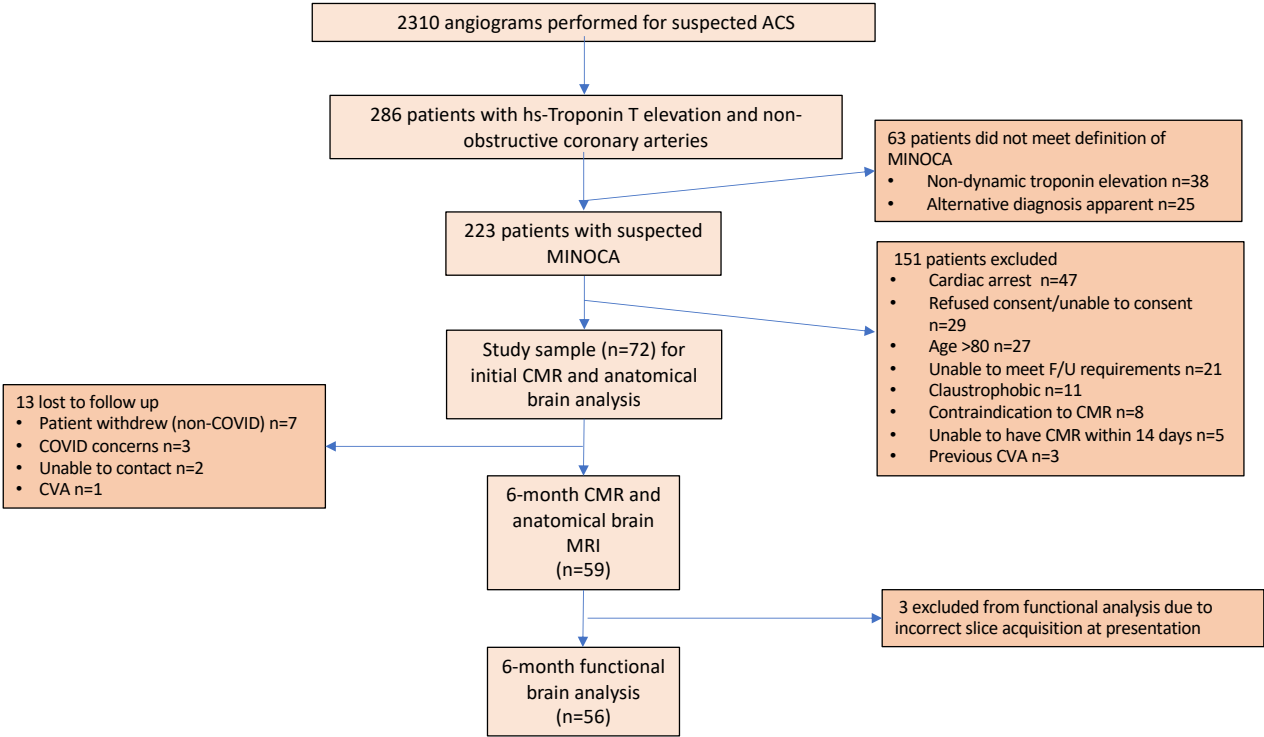 2310 angiograms performed for suspected ACS
286 patients with hs-Troponin T elevation and non-
obstructive coronary arteries
63 patients did not meet definition of
MINOCA
• Non-dynamic troponin elevation n=38
• Alternative diagnosis apparent n=25
223 patients with suspected
MINOCA
151 patients excluded
• Cardiac arrest n=47
• Refused consent/unable to consent
n=29
• Age >80 n=27
• Unable to meet F/U requirements n=21
• Claustrophobic n=11
• Contraindication to CMR n=8
• Unable to have CMR within 14 days n=5
• Previous CVA n=3
Study sample (n=72) for
initial CMR and anatomical
brain analysis
13 lost to follow up
• Patient withdrew (non-COVID) n=7
• COVID concerns n=3
• Unable to contact n=2
• CVA n=1
6-month CMR and
anatomical brain
MRI
(n=59)
3 excluded from functional analysis due to
incorrect slice acquisition at presentation
6-month functional
brain analysis
(n=56)